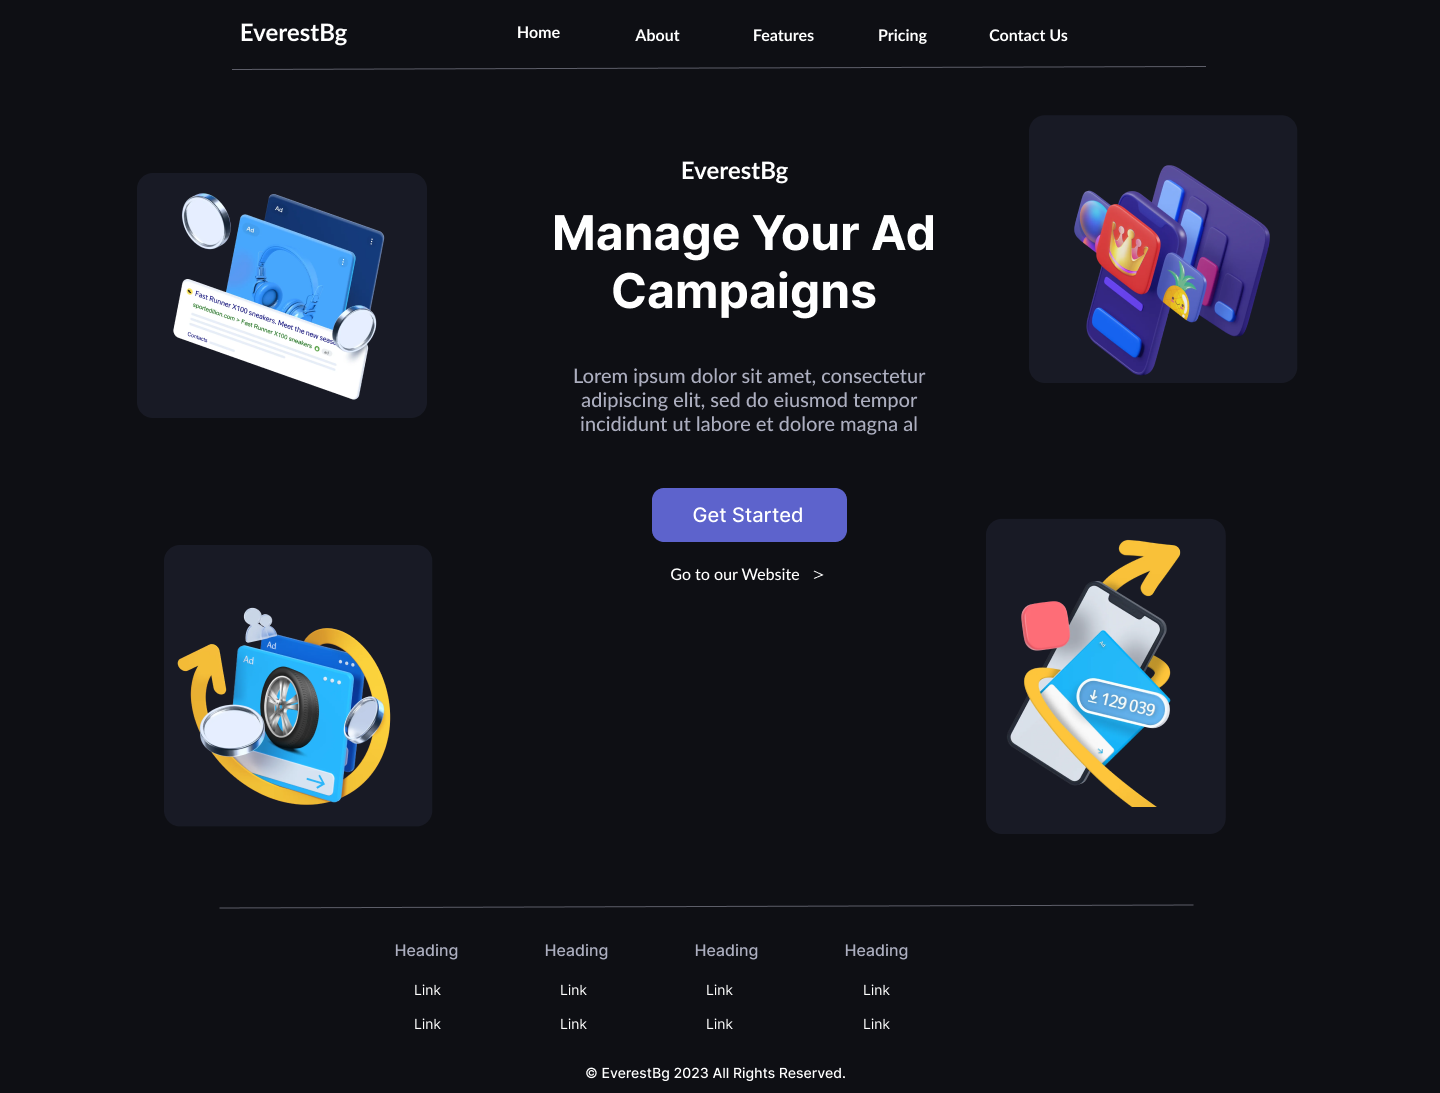 EverestBg
Home
About
Features
Pricing
Contact Us
EverestBg
Manage Your Ad
Campaigns
Lorem ipsum dolor sit amet, consectetur
adipiscing elit, sed do eiusmod tempor
incididunt ut labore et dolore magna al
Get Started
Go to our Website >
Ad
Ad
Fast Runner X100 sneakers. Meet the new
sportedition.com > Fast Runner X100 sneakers
Ad
Contacts
Ad
Ad
Ad
129 039
Heading
Heading
Heading
Heading
Link
Link
Link
Link
Link
Link
Link
Link
© EverestBg 2023 All Rights Reserved.